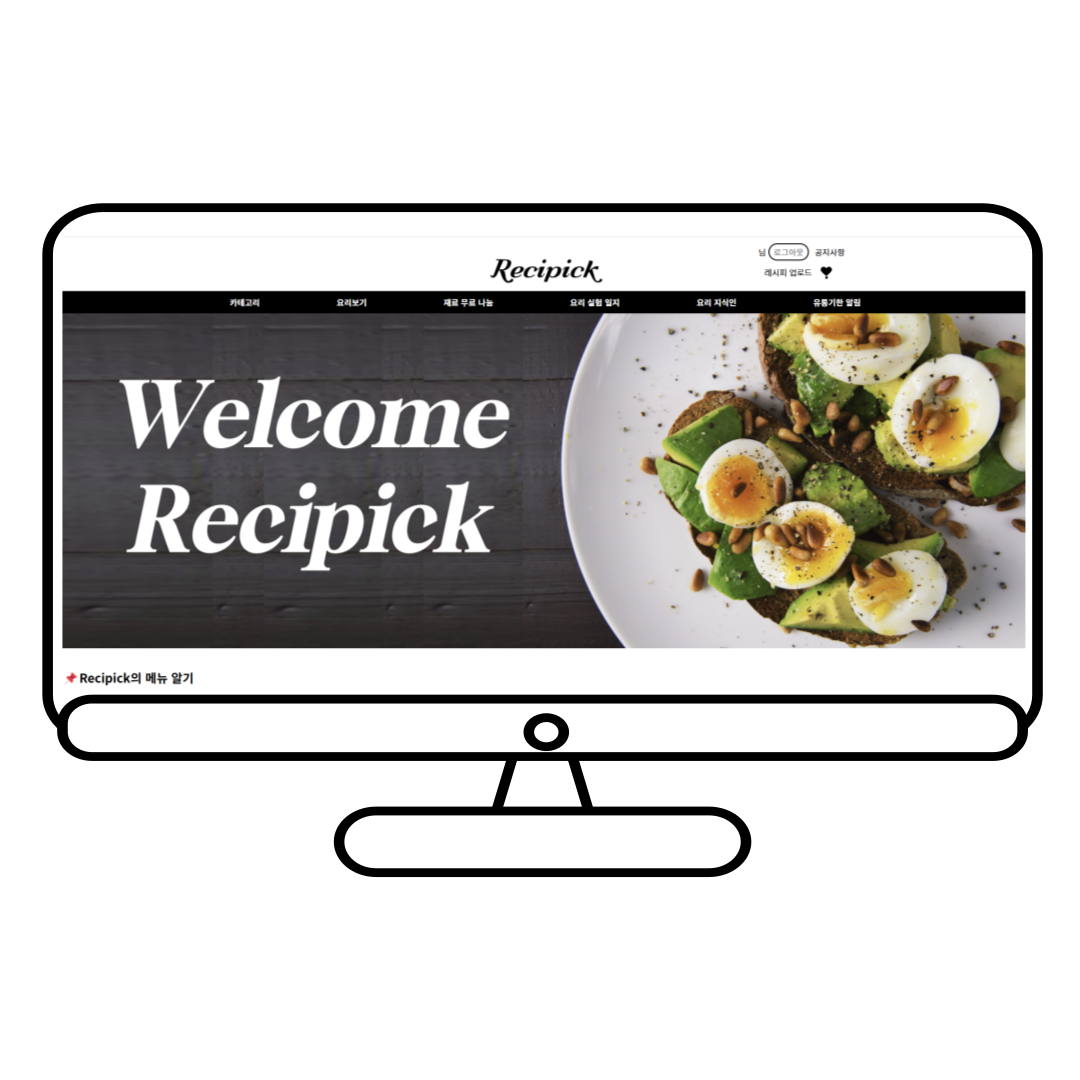 님 로그아웃 공지사항
Recipick
레시피 업로드
카테고리 요리보기 재료 무료 나눔 요리 실험 일지 요리 지식인 유통기한 알림
Welcome
Recipick
Recipick의 메뉴 알기